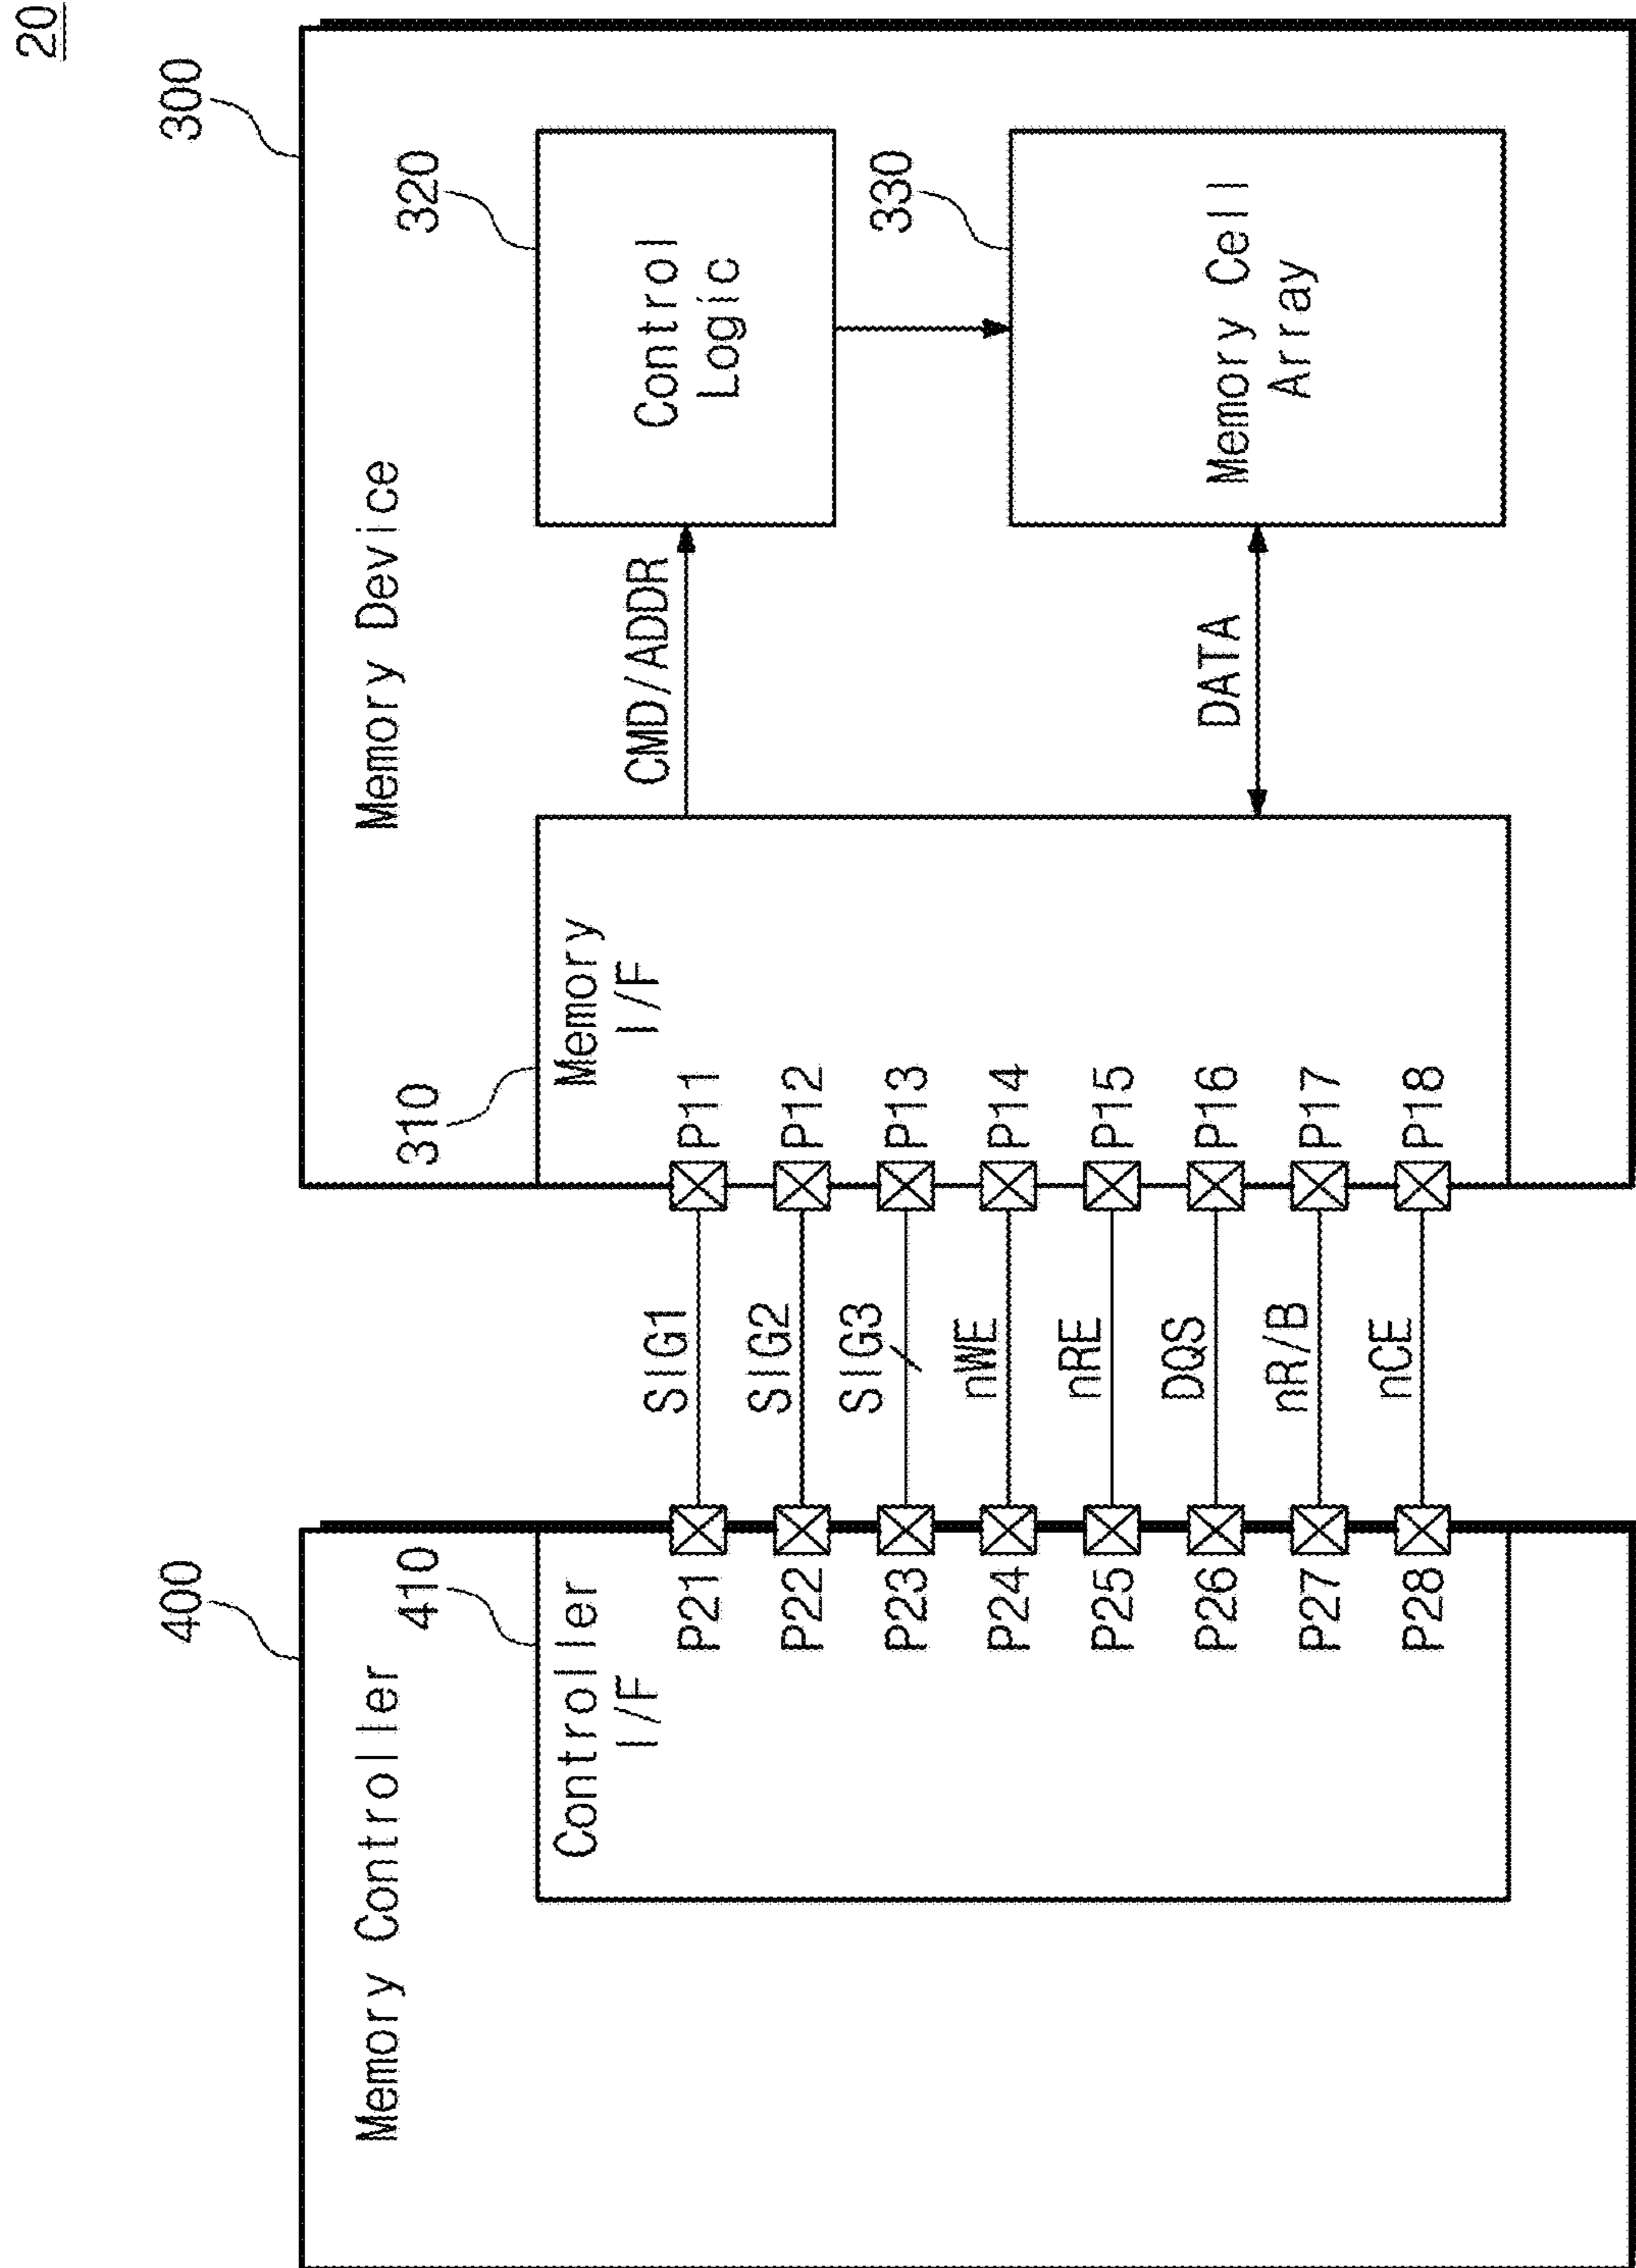 20
400
Memory Controller
410
Controller
I/F
P21
P22
P23
P24
P25
P26
P27
P28
SIG1
SIG2
SIG3
nWE
nRE
DQS
nR/B
nCE
300
Memory Device
310
Memory
I/F
P11
P12
P13
P14
P15
P16
P17
P18
CMD/ADDR
DATA
320
Control
Logic
330
Memory Cell
Array